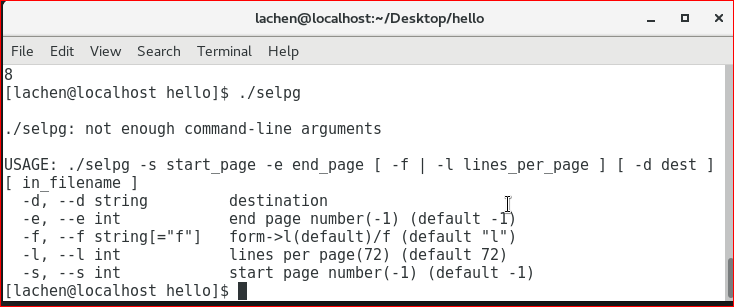 lachen@localhost:~/Desktop/hello
File Edit View Search Terminal Help
8
[lachen@localhost hello]$ ./selpg
./selpg: not enough command-line arguments
USAGE: ./selpg -s start_page -e end_page [ -f | -l lines_per_page ] [ -d dest ]
[ in_filename ]
  -d, --d string         destination
  -e, --e int            end page number(-1) (default -1)
  -f, --f string[="f"]   form->l(default)/f (default "l")
  -l, --l int            lines per page(72) (default 72)
  -s, --s int            start page number(-1) (default -1)
[lachen@localhost hello]$